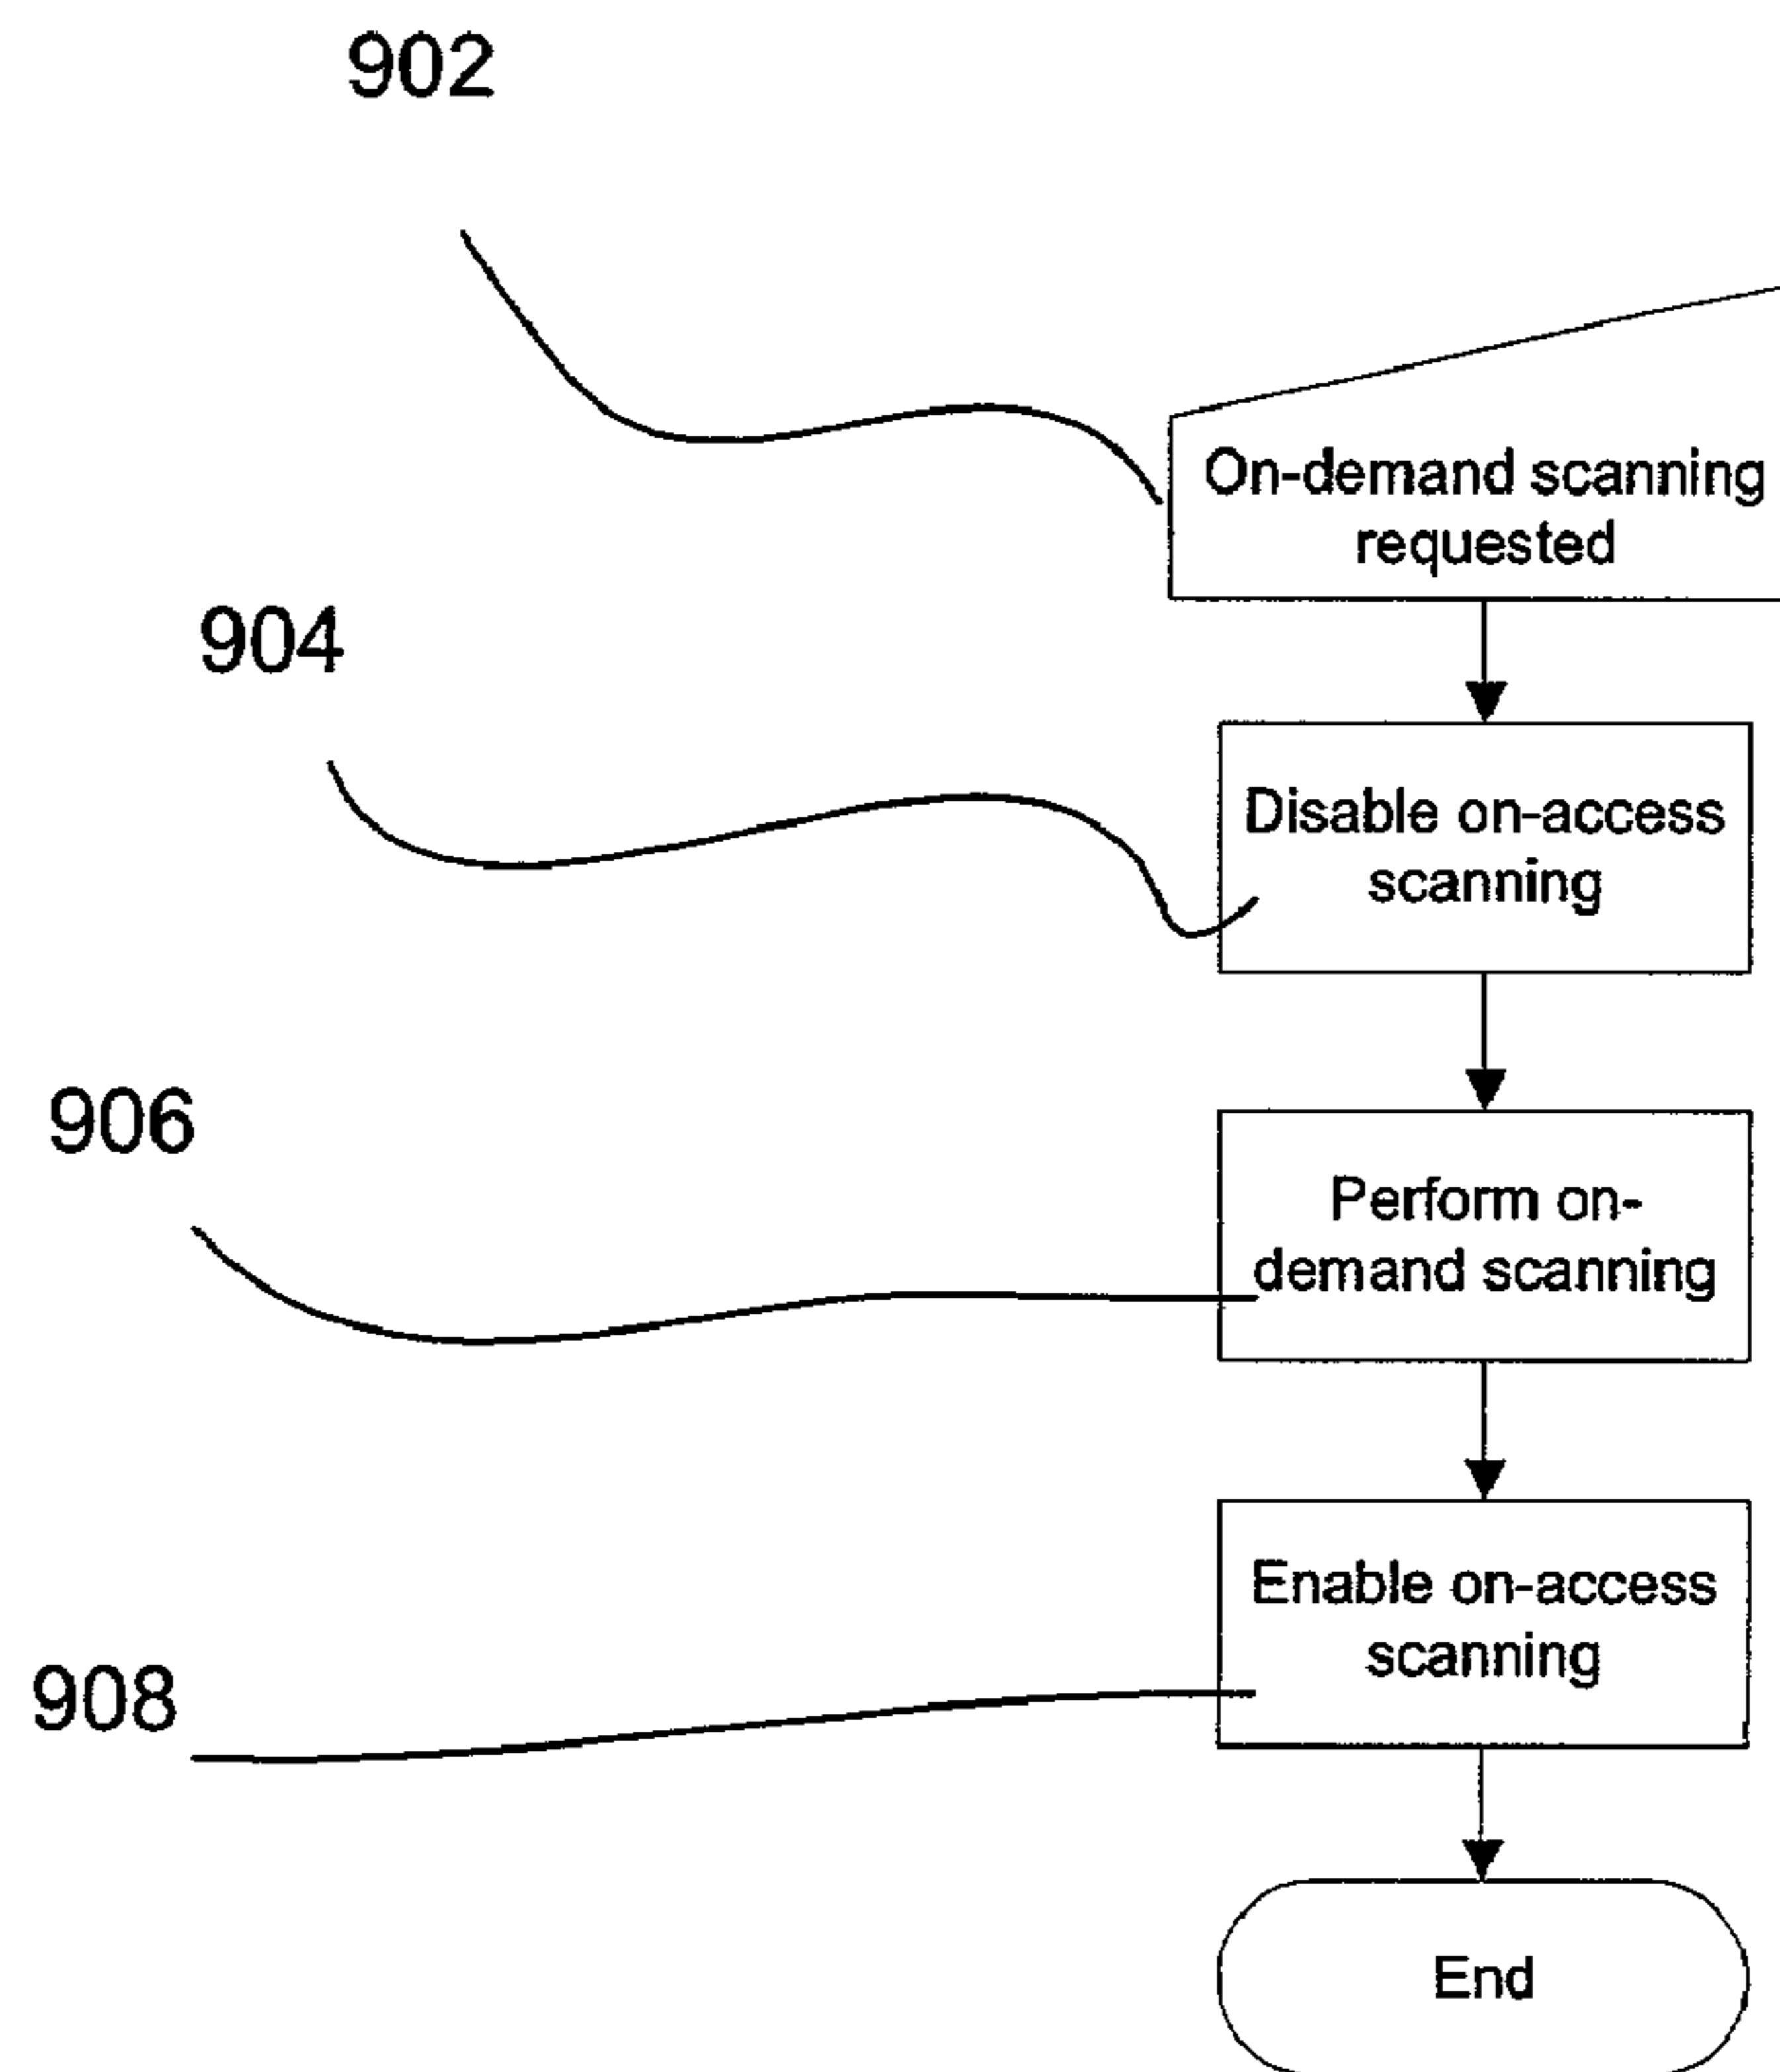 902
On-demand scanning
requested
904
Disable on-access
scanning
906
Perform on-
demand scanning
Enable on-access
scanning
908
End